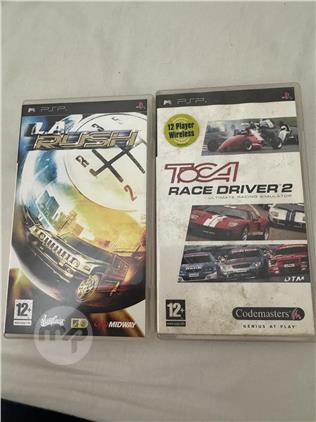 PSP
L.A.
RUSH
2
12+
MIDWAY
PSP
12 Player
Wireless
TOCA
RACE DRIVER 2
ULTIMATE RACING SIMULATOR
DTM
12+
Codemasters
GENIUS AT PLAY